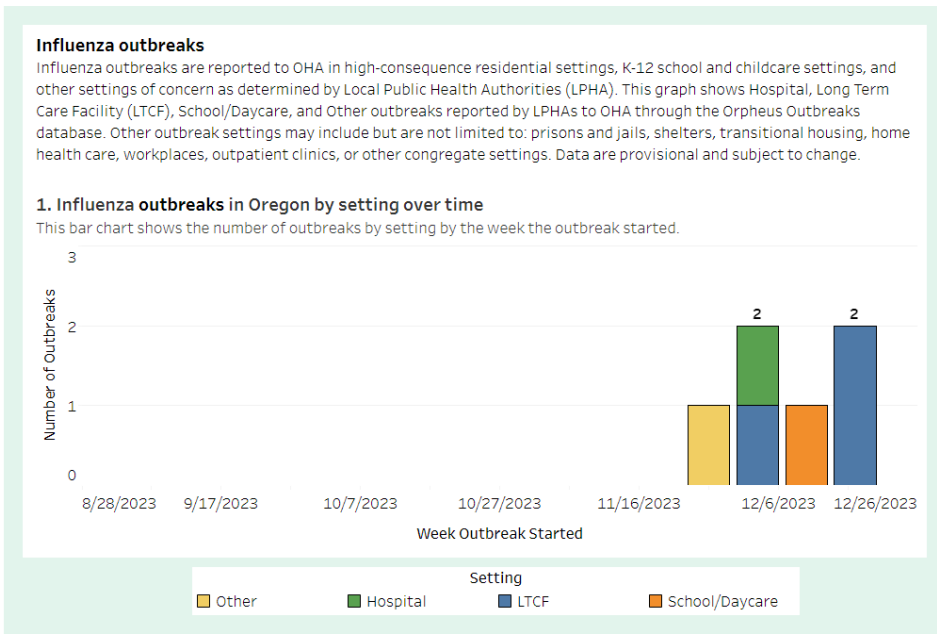 Influenza outbreaks
Influenza outbreaks are reported to OHA in high-consequence residential settings, K-12 school and childcare settings, and
other settings of concern as determined by Local Public Health Authorities (LPHA). This graph shows Hospital, Long Term
Care Facility (LTCF), School/Daycare, and Other outbreaks reported by LPHAs to OHA through the Orpheus Outbreaks
database. Other outbreak settings may include but are not limited to: prisons and jails, shelters, transitional housing, home
health care, workplaces, outpatient clinics, or other congregate settings. Data are provisional and subject to change.
1. Influenza outbreaks in Oregon by setting over time
This bar chart shows the number of outbreaks by setting by the week the outbreak started.
Number of Outbreaks
3
2
1
0
2 2
8/28/2023 9/17/2023 10/7/2023 10/27/2023 11/16/2023 12/6/2023 12/26/2023
Week Outbreak Started
Setting
Other Hospital LTCF School/Daycare